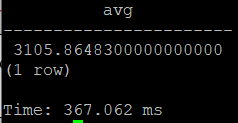 avg
------------------------
3105.8648300000000000
(1 row)
Time: 367.062 ms